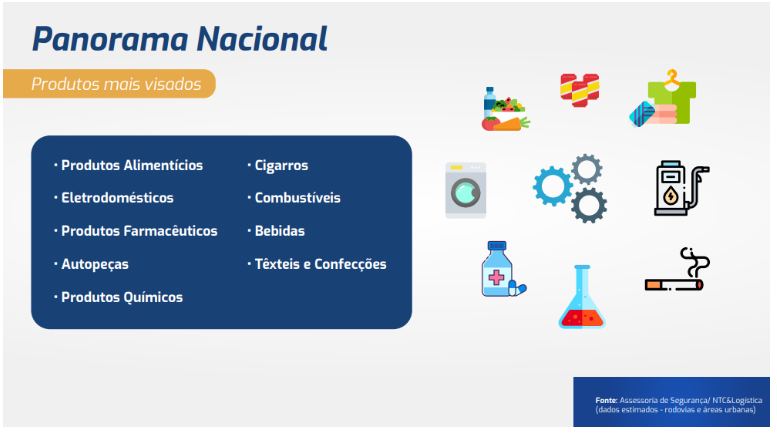 Panorama Nacional
Produtos mais visados
• Produtos Alimentícios
• Eletrodomésticos
• Produtos Farmacêuticos
• Autopeças
• Produtos Químicos
• Cigarros
• Combustíveis
• Bebidas
• Têxteis e Confecções
Fonte: Assessoria de Segurança/ NTC&Logística
(dados estimados - rodovias e áreas urbanas)